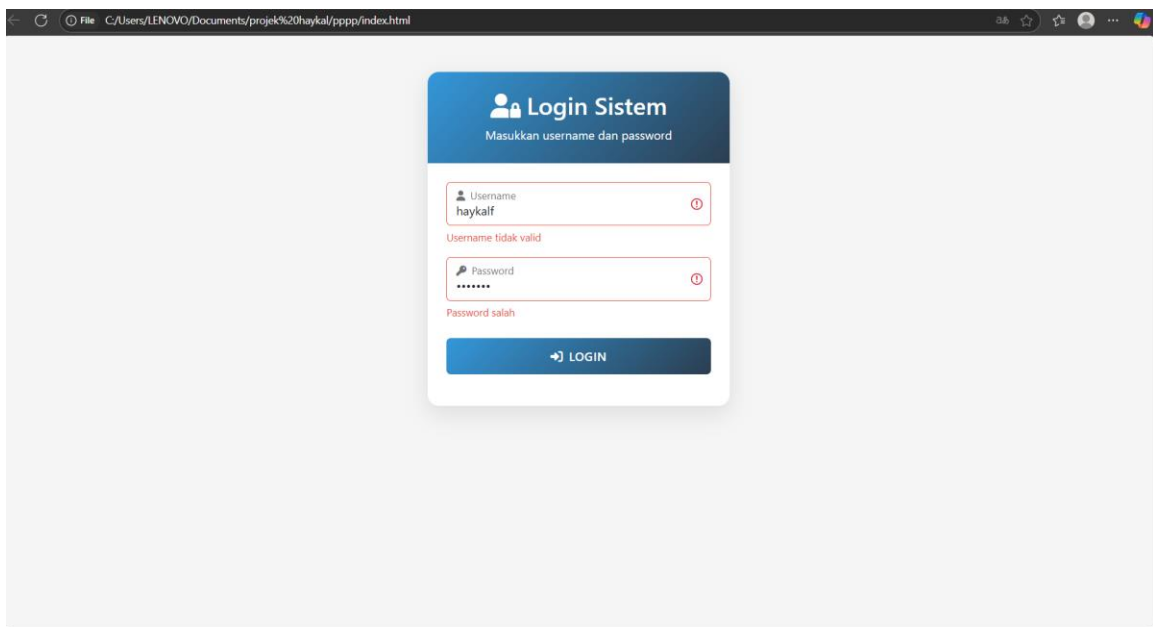 File C:/Users/LENOVO/Documents/projek%20haykal/pppp/index.html
Login Sistem
Masukkan username dan password
Username
haykalf
Username tidak valid
Password
•••••••
Password salah
LOGIN